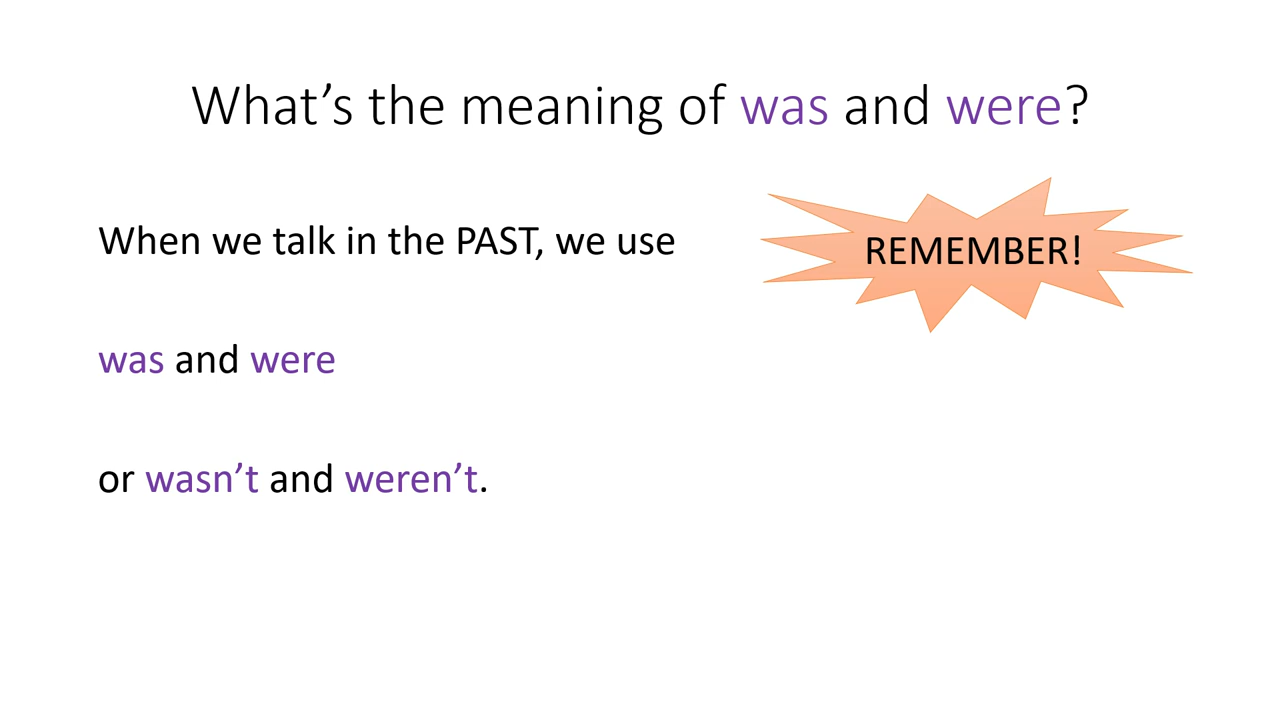 What’s the meaning of was and were?
When we talk in the PAST, we use
REMEMBER!
was and were
or wasn’t and weren’t.